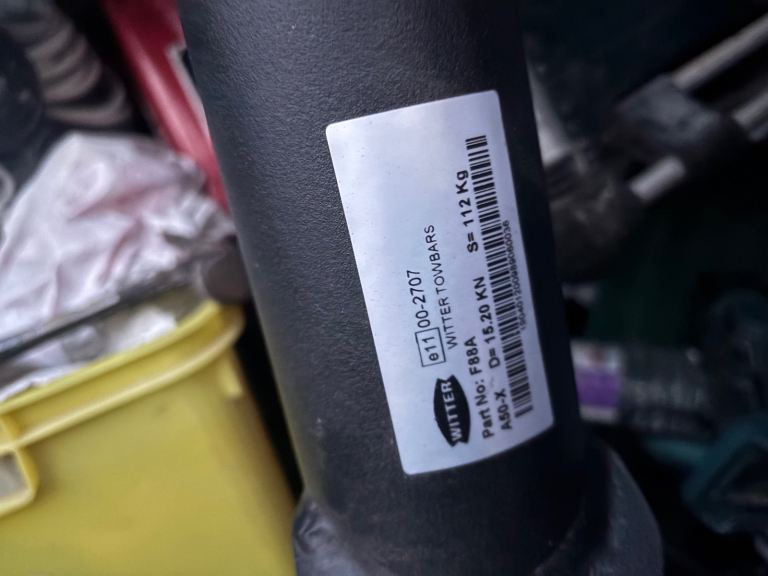 e11 00-2707
WITTER TOWBARS
WITTER
Part No: F88A
A50-X D= 15.20 KN S= 112 Kg